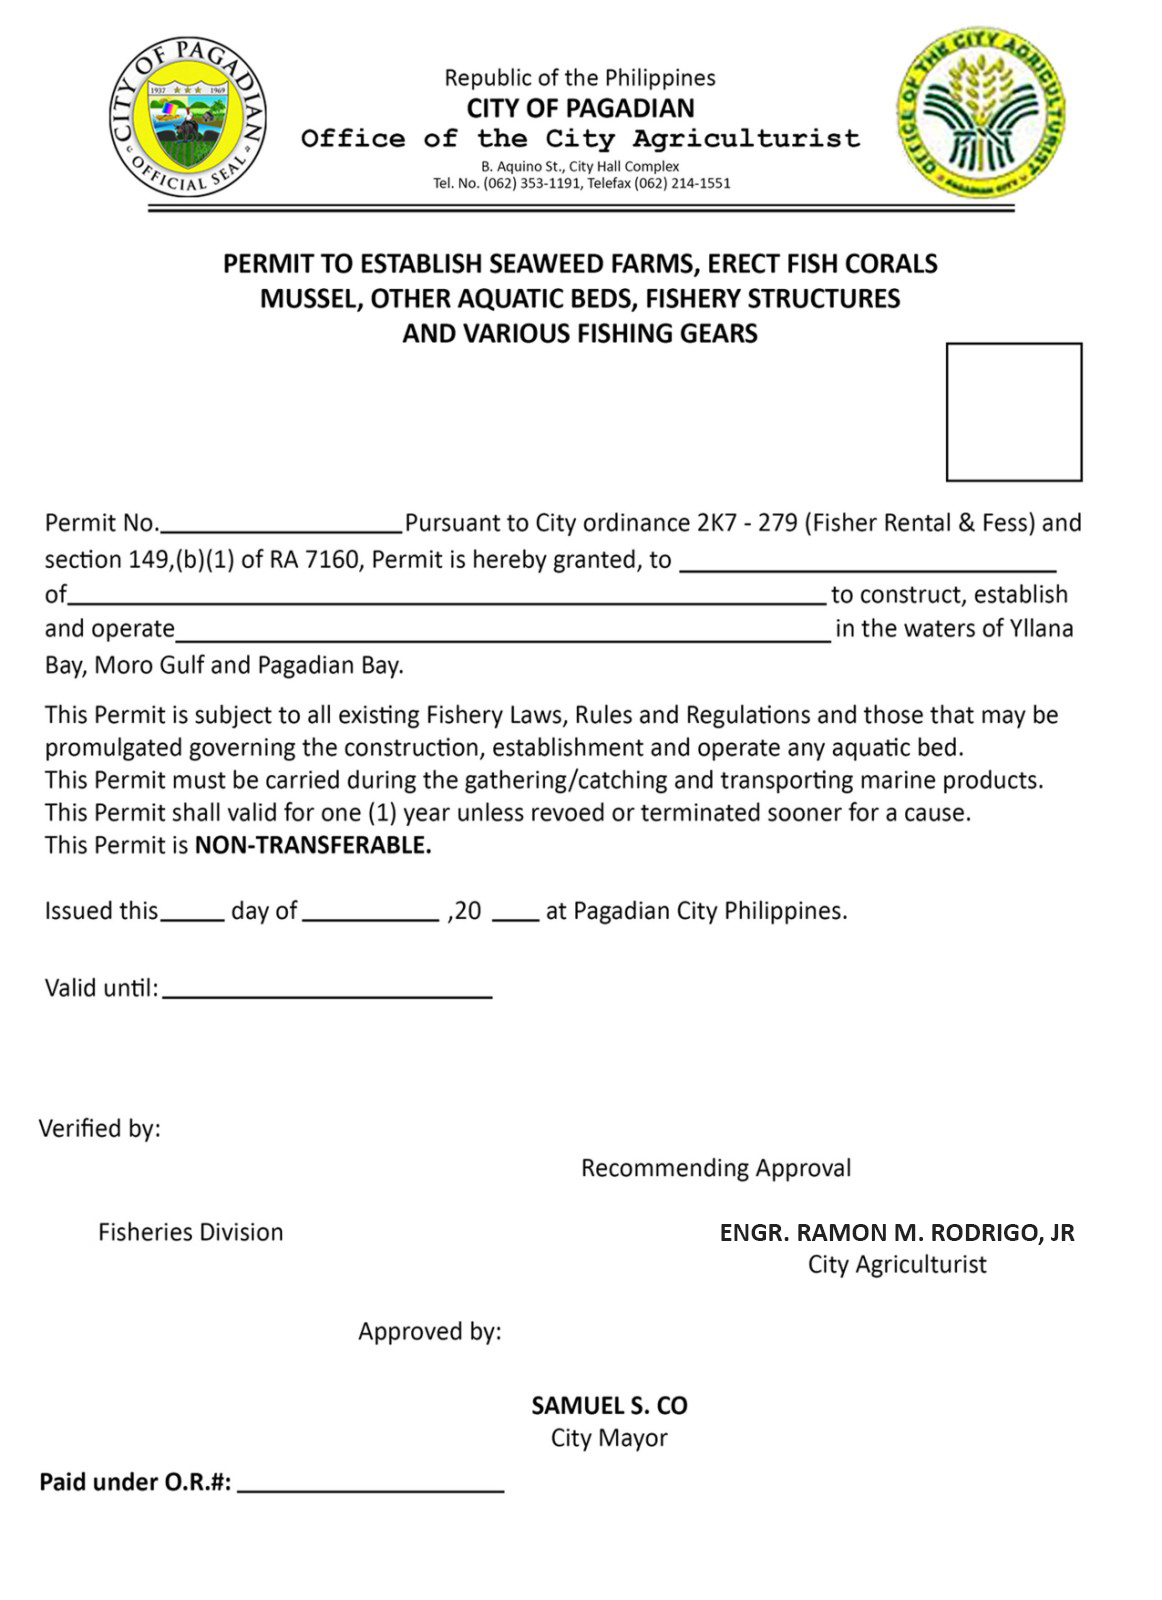 CITY OF PAGADIAN
1937 ★★★ 1969
OFFICIAL SEAL
Republic of the Philippines
CITY OF PAGADIAN
Office of the City Agriculturist
B. Aquino St., City Hall Complex
Tel. No. (062) 353-1191, Telefax (062) 214-1551
OFFICE OF THE CITY AGRICULTURIST
PAGADIAN CITY
PERMIT TO ESTABLISH SEAWEED FARMS, ERECT FISH CORALS
MUSSEL, OTHER AQUATIC BEDS, FISHERY STRUCTURES
AND VARIOUS FISHING GEARS
Permit No.__________________Pursuant to City ordinance 2K7 - 279 (Fisher Rental & Fess) and
section 149,(b)(1) of RA 7160, Permit is hereby granted, to ____________________________
of_________________________________________________________to construct, establish
and operate_________________________________________________in the waters of Yllana
Bay, Moro Gulf and Pagadian Bay.
This Permit is subject to all existing Fishery Laws, Rules and Regulations and those that may be
promulgated governing the construction, establishment and operate any aquatic bed.
This Permit must be carried during the gathering/catching and transporting marine products.
This Permit shall valid for one (1) year unless revoed or terminated sooner for a cause.
This Permit is NON-TRANSFERABLE.
Issued this_____ day of __________ ,20 ____ at Pagadian City Philippines.
Valid until:_________________________
Verified by:
Recommending Approval
Fisheries Division
ENGR. RAMON M. RODRIGO, JR
City Agriculturist
Approved by:
SAMUEL S. CO
City Mayor
Paid under O.R.#: ____________________